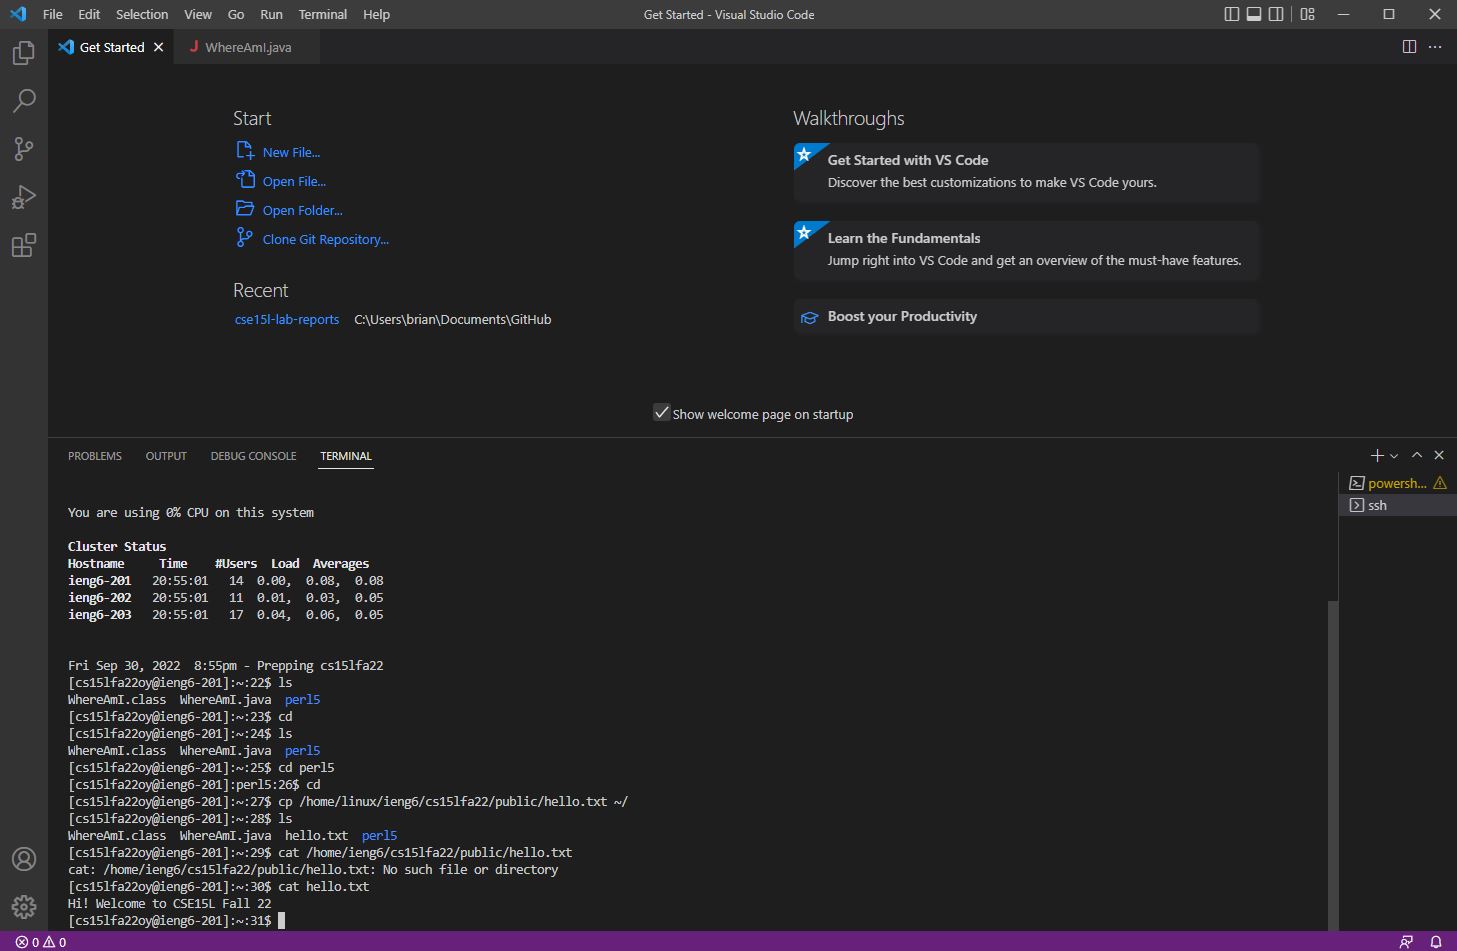 File Edit Selection View Go Run Terminal Help
Get Started - Visual Studio Code
Get Started
WhereAmI.java
Start
New File...
Open File...
Open Folder...
Clone Git Repository...
Recent
cse15l-lab-reports C:\Users\brian\Documents\GitHub
Walkthroughs
Get Started with VS Code
Discover the best customizations to make VS Code yours.
Learn the Fundamentals
Jump right into VS Code and get an overview of the must-have features.
Boost your Productivity
Show welcome page on startup
PROBLEMS OUTPUT DEBUG CONSOLE TERMINAL
powersh...
ssh
You are using 0% CPU on this system
Cluster Status
Hostname Time #Users Load Averages
ieng6-201 20:55:01 14 0.00, 0.08, 0.08
ieng6-202 20:55:01 11 0.01, 0.03, 0.05
ieng6-203 20:55:01 17 0.04, 0.06, 0.05
Fri Sep 30, 2022 8:55pm - Prepping cs15lfa22
[cs15lfa22oy@ieng6-201]:~:22$ ls
WhereAmI.class WhereAmI.java perl5
[cs15lfa22oy@ieng6-201]:~:23$ cd
[cs15lfa22oy@ieng6-201]:~:24$ ls
WhereAmI.class WhereAmI.java perl5
[cs15lfa22oy@ieng6-201]:~:25$ cd perl5
[cs15lfa22oy@ieng6-201]:perl5:26$ cd
[cs15lfa22oy@ieng6-201]:~:27$ cp /home/linux/ieng6/cs15lfa22/public/hello.txt ~/
[cs15lfa22oy@ieng6-201]:~:28$ ls
WhereAmI.class WhereAmI.java hello.txt perl5
[cs15lfa22oy@ieng6-201]:~:29$ cat /home/ieng6/cs15lfa22/public/hello.txt
cat: /home/ieng6/cs15lfa22/public/hello.txt: No such file or directory
[cs15lfa22oy@ieng6-201]:~:30$ cat hello.txt
Hi! Welcome to CSE15L Fall 22
[cs15lfa22oy@ieng6-201]:~:31$
0 0